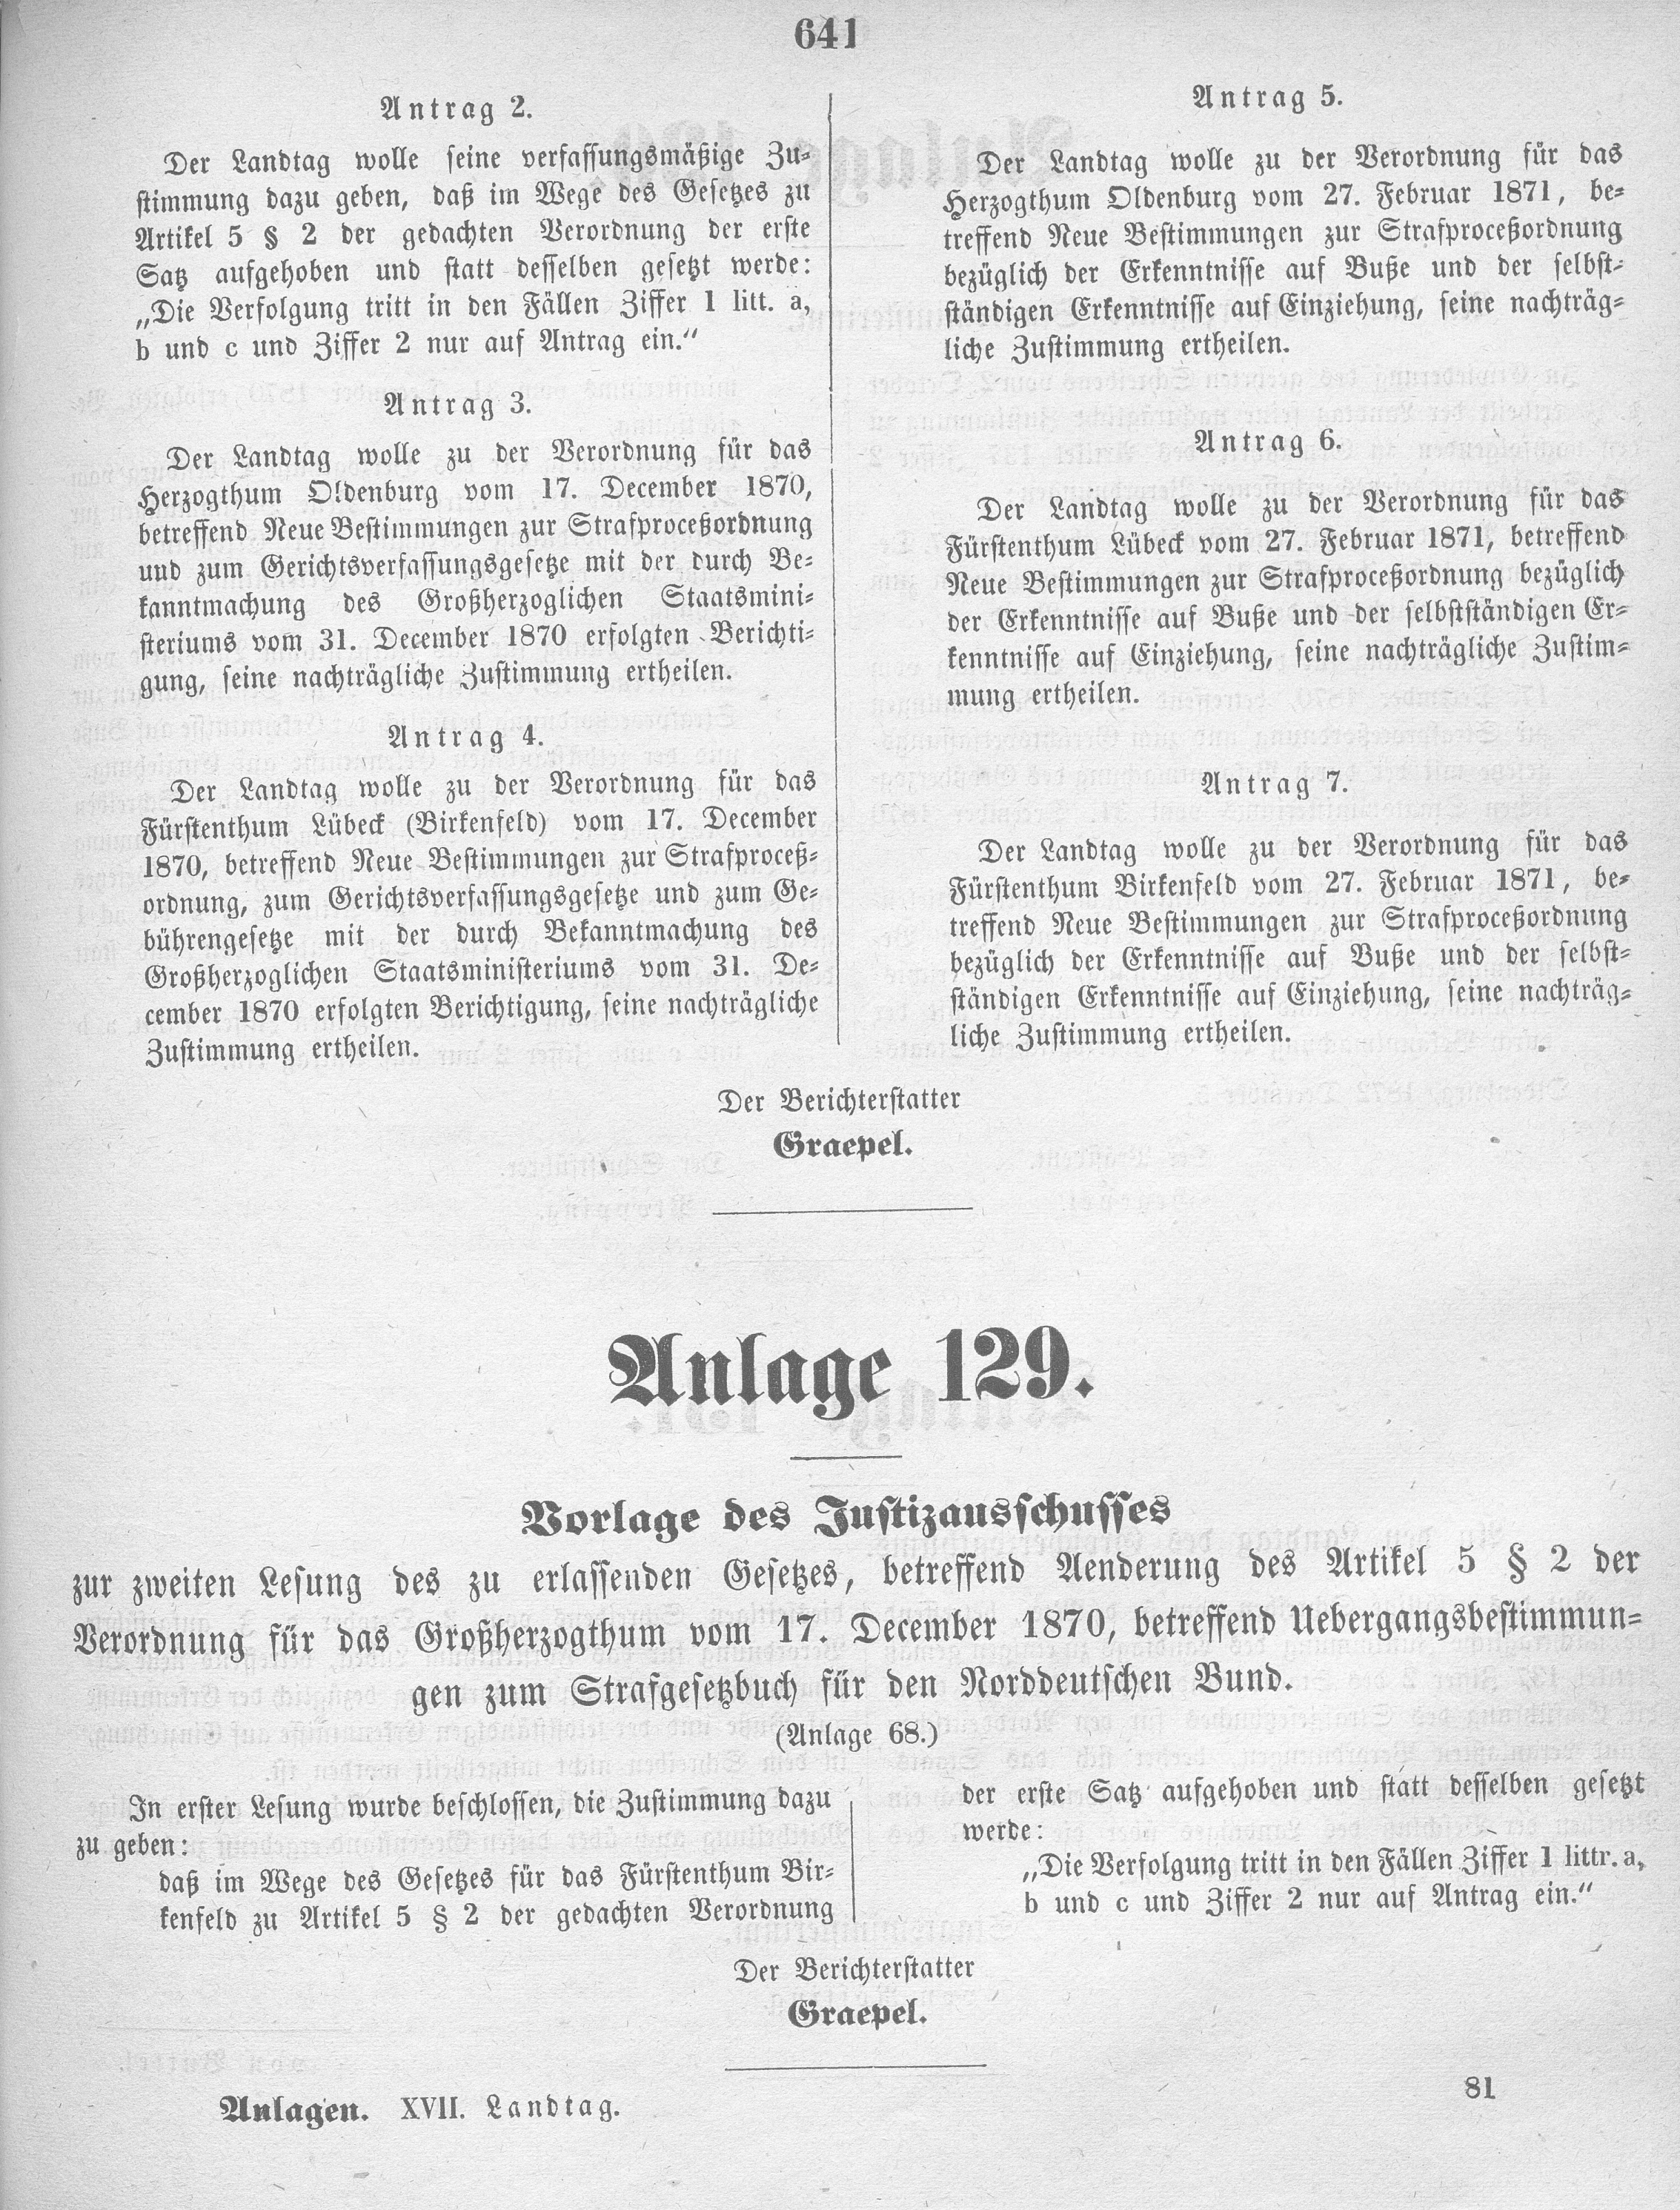 641
Antrag 2.
Der Landtag wolle seine verfassungsmäßige Zu-
stimmung dazu geben, daß im Wege des Gesetzes zu
Artikel 5 § 2 der gedachten Verordnung der erste
Satz aufgehoben und statt desselben gesetzt werde:
„Die Verfolgung tritt in den Fällen Ziffer 1 litt. a,
b und c und Ziffer 2 nur auf Antrag ein.“
Antrag 3.
Der Landtag wolle zu der Verordnung für das
Herzogthum Oldenburg vom 17. December 1870,
betreffend Neue Bestimmungen zur Strafproceßordnung
und zum Gerichtsverfassungsgesetze mit der durch Be-
kanntmachung des Großherzoglichen Staatsmini-
steriums vom 31. December 1870 erfolgten Berichti-
gung, seine nachträgliche Zustimmung ertheilen.
Antrag 4.
Der Landtag wolle zu der Verordnung für das
Fürstenthum Lübeck (Birkenfeld) vom 17. December
1870, betreffend Neue Bestimmungen zur Strafproceß-
ordnung, zum Gerichtsverfassungsgesetze und zum Ge-
bührengesetze mit der durch Bekanntmachung des
Großherzoglichen Staatsministeriums vom 31. De-
cember 1870 erfolgten Berichtigung, seine nachträgliche
Zustimmung ertheilen.
Antrag 5.
Der Landtag wolle zu der Verordnung für das
Herzogthum Oldenburg vom 27. Februar 1871, be-
treffend Neue Bestimmungen zur Strafproceßordnung
bezüglich der Erkenntnisse auf Buße und der selbst-
ständigen Erkenntnisse auf Einziehung, seine nachträg-
liche Zustimmung ertheilen.
Antrag 6.
Der Landtag wolle zu der Verordnung für das
Fürstenthum Lübeck vom 27. Februar 1871, betreffend
Neue Bestimmungen zur Strafproceßordnung bezüglich
der Erkenntnisse auf Buße und der selbstständigen Er-
kenntnisse auf Einziehung, seine nachträgliche Zustim-
mung ertheilen.
Antrag 7.
Der Landtag wolle zu der Verordnung für das
Fürstenthum Birkenfeld vom 27. Februar 1871, be-
treffend Neue Bestimmungen zur Strafproceßordnung
bezüglich der Erkenntnisse auf Buße und der selbst-
ständigen Erkenntnisse auf Einziehung, seine nachträg-
liche Zustimmung ertheilen.
Der Berichterstatter
Graepel.
Anlage 129.
Vorlage des Justizausschusses
zur zweiten Lesung des zu erlassenden Gesetzes, betreffend Aenderung des Artikel 5 § 2 der
Verordnung für das Großherzogthum vom 17. December 1870, betreffend Uebergangsbestimmun-
gen zum Strafgesetzbuch für den Norddeutschen Bund.
(Anlage 68.)
In erster Lesung wurde beschlossen, die Zustimmung dazu
zu geben:
daß im Wege des Gesetzes für das Fürstenthum Bir-
kenfeld zu Artikel 5 § 2 der gedachten Verordnung
der erste Satz aufgehoben und statt desselben gesetzt
werde:
„Die Verfolgung tritt in den Fällen Ziffer 1 littr. a,
b und c und Ziffer 2 nur auf Antrag ein.“
Der Berichterstatter
Graepel.
Anlagen. XVII. Landtag.
81